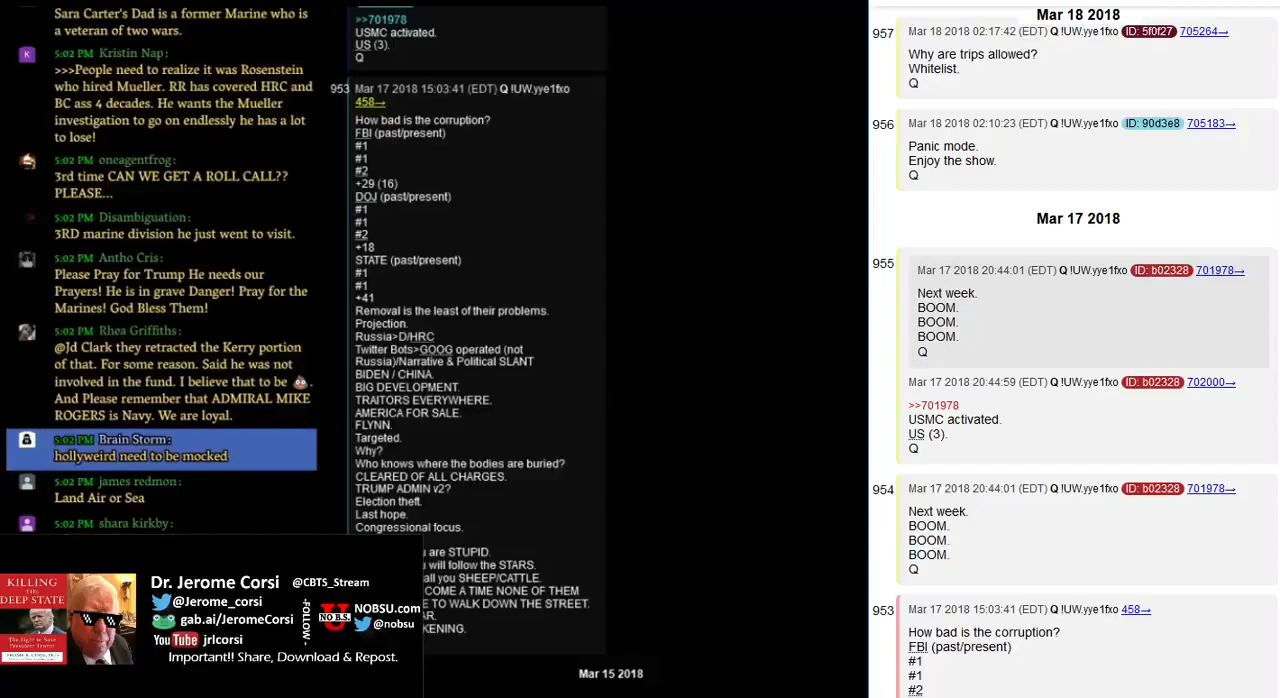 Sara Carter's Dad is a former Marine who is
a veteran of two wars.
K
5:02 PM Kristin Nap:
>>>People need to realize it was Rosenstein
who hired Mueller. RR has covered HRC and
BC ass 4 decades. He wants the Mueller
investigation to go on endlessly he has a lot
to lose!
5:02 PM oneagentfrog:
3rd time CAN WE GET A ROLL CALL??
PLEASE...
5:02 PM Disambiguation:
3RD marine division he just went to visit.
5:02 PM Antho Cris:
Please Pray for Trump He needs our
Prayers! He is in grave Danger! Pray for the
Marines! God Bless Them!
5:02 PM Rhea Griffiths:
@Jd Clark they retracted the Kerry portion
of that. For some reason. Said he was not
involved in the fund. I believe that to be 💩.
And Please remember that ADMIRAL MIKE
ROGERS is Navy. We are loyal.
5:02 PM Brain Storm:
hollyweird need to be mocked
5:02 PM james redmon:
Land Air or Sea
5:02 PM shara kirkby:
KILLING
THE
DEEP STATE
Dr. Jerome Corsi @CBTS_Stream
@Jerome_corsi
gab.ai/JeromeCorsi
YouTube jrlcorsi
-FOLLOW-
NO B.S.
NOBSU.com
@nobsu
Important!! Share, Download & Repost.
>>701978
USMC activated.
US (3).
Q
953 Mar 17 2018 15:03:41 (EDT) Q !UW.yye1fxo
458→
How bad is the corruption?
FBI (past/present)
#1
#1
#2
+29 (16)
DOJ (past/present)
#1
#1
#2
+18
STATE (past/present)
#1
#1
+41
Removal is the least of their problems.
Projection.
Russia>D/HRC
Twitter Bots>GOOG operated (not
Russia)/Narrative & Political SLANT
BIDEN / CHINA.
BIG DEVELOPMENT.
TRAITORS EVERYWHERE.
AMERICA FOR SALE.
FLYNN.
Targeted.
Why?
Who knows where the bodies are buried?
CLEARED OF ALL CHARGES.
TRUMP ADMIN v2?
Election theft.
Last hope.
Congressional focus.
are STUPID.
will follow the STARS.
all you SHEEP/CATTLE.
COME A TIME NONE OF THEM
E TO WALK DOWN THE STREET.
AR.
KENING.
Mar 15 2018
Mar 18 2018
957 Mar 18 2018 02:17:42 (EDT) Q !UW.yye1fxo ID: 5f0f27 705264→
Why are trips allowed?
Whitelist.
Q
956 Mar 18 2018 02:10:23 (EDT) Q !UW.yye1fxo ID: 90d3e8 705183→
Panic mode.
Enjoy the show.
Q
Mar 17 2018
955
Mar 17 2018 20:44:01 (EDT) Q !UW.yye1fxo ID: b02328 701978→
Next week.
BOOM.
BOOM.
BOOM.
Q
Mar 17 2018 20:44:59 (EDT) Q !UW.yye1fxo ID: b02328 702000→
>>701978
USMC activated.
US (3).
Q
954 Mar 17 2018 20:44:01 (EDT) Q !UW.yye1fxo ID: b02328 701978→
Next week.
BOOM.
BOOM.
BOOM.
Q
953 Mar 17 2018 15:03:41 (EDT) Q !UW.yye1fxo 458→
How bad is the corruption?
FBI (past/present)
#1
#1
#2